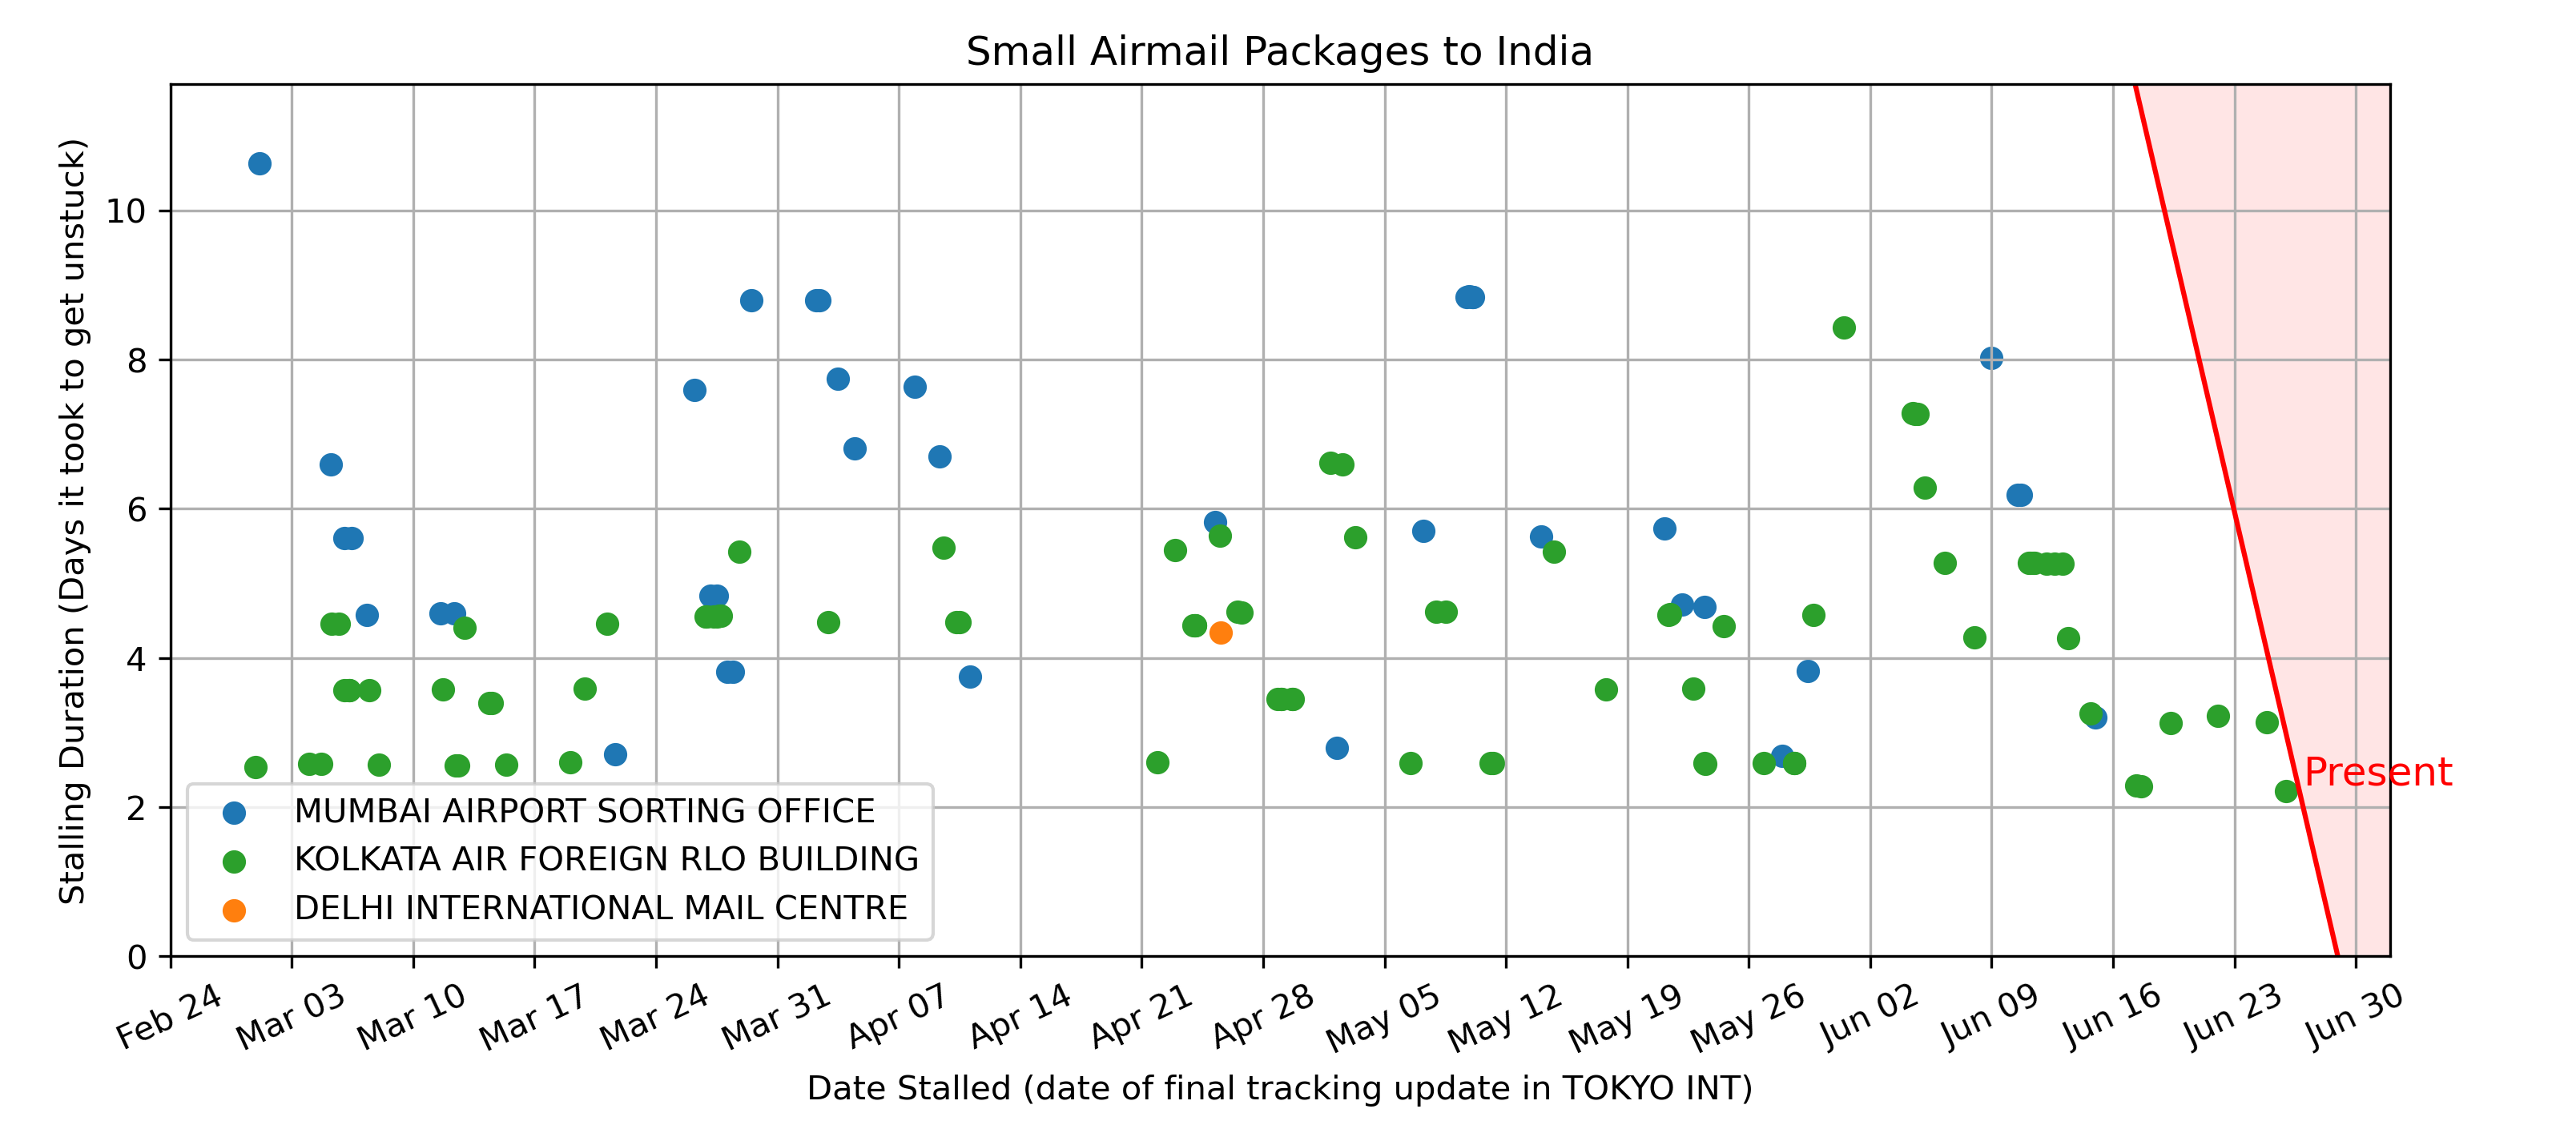 Small Airmail Packages to India
Stalling Duration (Days it took to get unstuck)
10
8
6
4
2
0
Present
MUMBAI AIRPORT SORTING OFFICE
KOLKATA AIR FOREIGN RLO BUILDING
DELHI INTERNATIONAL MAIL CENTRE
Feb 24
Mar 03
Mar 10
Mar 17
Mar 24
Mar 31
Apr 07
Apr 14
Apr 21
Apr 28
May 05
May 12
May 19
May 26
Jun 02
Jun 09
Jun 16
Jun 23
Jun 30
Date Stalled (date of final tracking update in TOKYO INT)